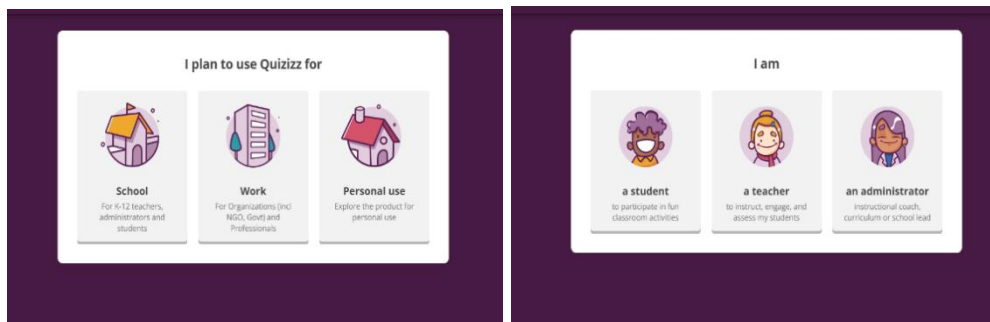 I plan to use Quizizz for
School
For K-12 teachers,
administrators and
students
Work
For Organizations (incl
NGO, Govt) and
Professionals
Personal use
Explore the product for
personal use
I am
a student
to participate in fun
classroom activities
a teacher
to instruct, engage, and
assess my students
an administrator
instructional coach,
curriculum or school lead